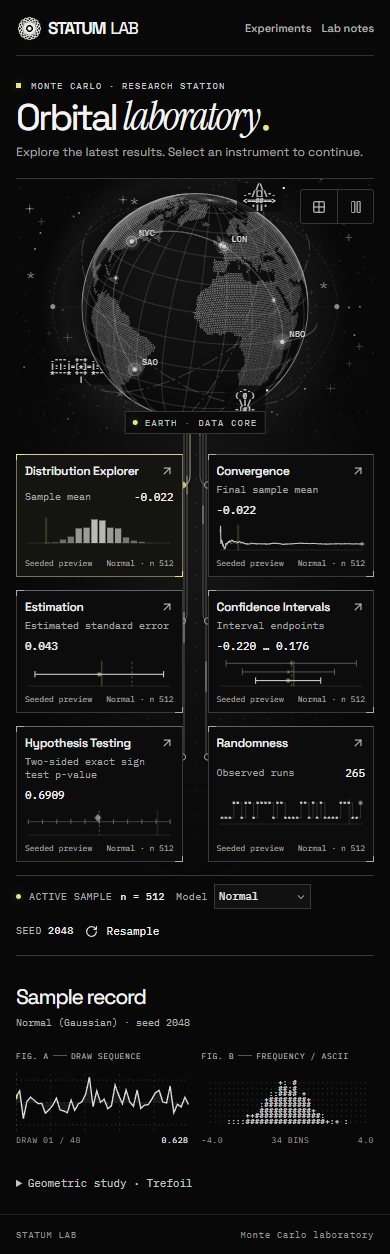 STATUM LAB
Experiments Lab notes
MONTE CARLO · RESEARCH STATION
Orbital laboratory.
Explore the latest results. Select an instrument to continue.
NYC
LON
NBO
SAO
EARTH · DATA CORE
Distribution Explorer
Sample mean -0.022
Seeded preview Normal · n 512
Convergence
Final sample mean
-0.022
Seeded preview Normal · n 512
Estimation
Estimated standard error
0.043
Seeded preview Normal · n 512
Confidence Intervals
Interval endpoints
-0.220 … 0.176
Seeded preview Normal · n 512
Hypothesis Testing
Two-sided exact sign
test p-value
0.6909
Seeded preview Normal · n 512
Randomness
Observed runs 265
Seeded preview Normal · n 512
ACTIVE SAMPLE n = 512 Model Normal
SEED 2048 Resample
Sample record
Normal (Gaussian) · seed 2048
FIG. A — DRAW SEQUENCE
DRAW 01 / 48 0.628
FIG. B — FREQUENCY / ASCII
-4.0 34 BINS 4.0
Geometric study · Trefoil
STATUM LAB
Monte Carlo laboratory